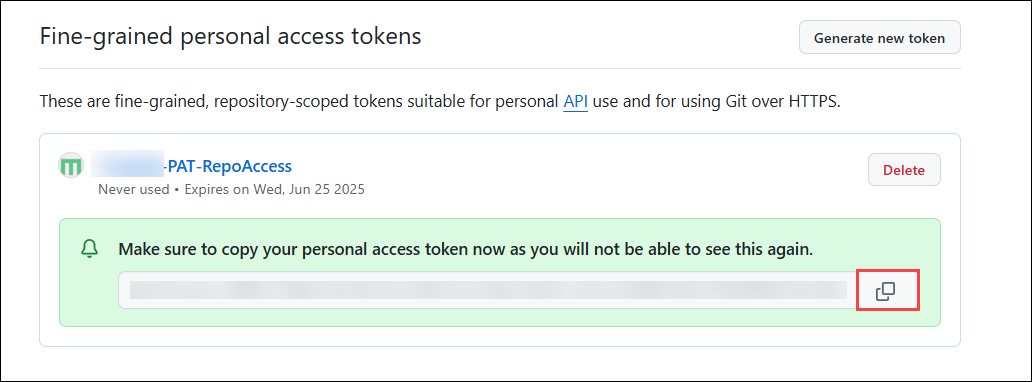 Fine-grained personal access tokens
Generate new token
These are fine-grained, repository-scoped tokens suitable for personal API use and for using Git over HTTPS.
-PAT-RepoAccess
Delete
Never used • Expires on Wed, Jun 25 2025
Make sure to copy your personal access token now as you will not be able to see this again.